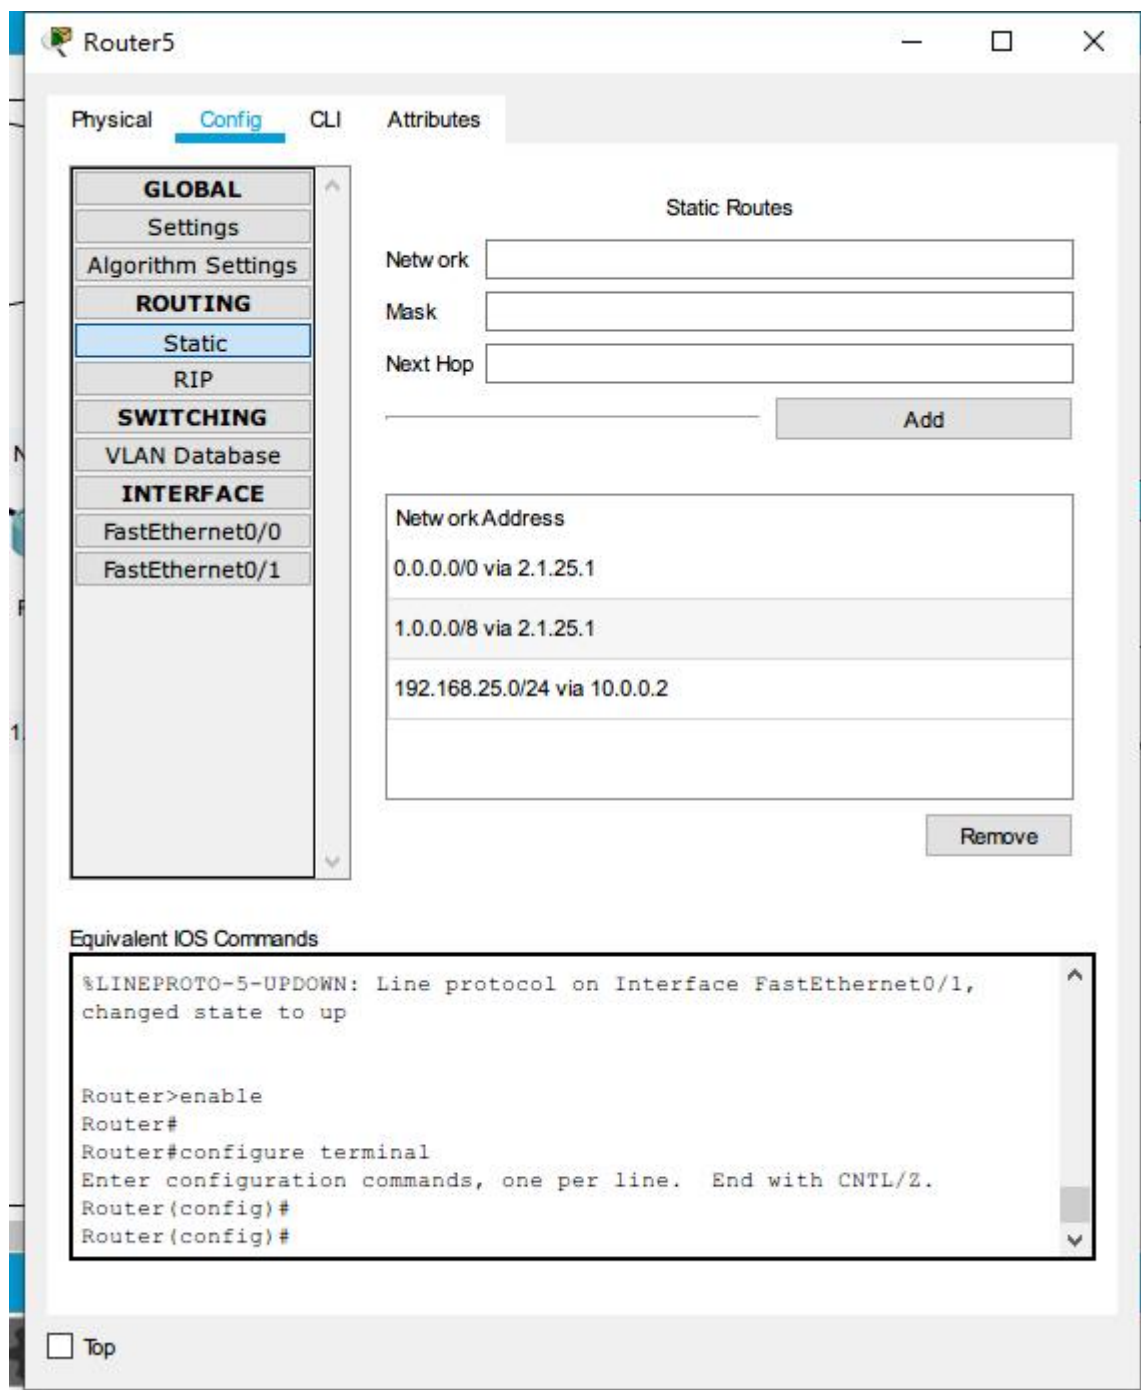 Router5
Physical Config CLI Attributes
GLOBAL
Settings
Algorithm Settings
ROUTING
Static
RIP
SWITCHING
VLAN Database
INTERFACE
FastEthernet0/0
FastEthernet0/1
Static Routes
Network
Mask
Next Hop
Add
Network Address
0.0.0.0/0 via 2.1.25.1
1.0.0.0/8 via 2.1.25.1
192.168.25.0/24 via 10.0.0.2
Remove
Equivalent IOS Commands
%LINEPROTO-5-UPDOWN: Line protocol on Interface FastEthernet0/1,
changed state to up
Router>enable
Router#
Router#configure terminal
Enter configuration commands, one per line.  End with CNTL/Z.
Router(config)#
Router(config)#
Top